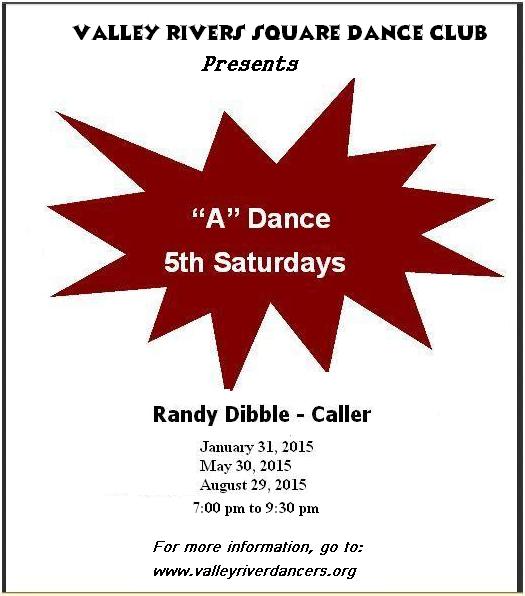 VALLEY RIVERS SQUARE DANCE CLUB
Presents
“A” Dance
5th Saturdays
Randy Dibble - Caller
January 31, 2015
May 30, 2015
August 29, 2015
7:00 pm to 9:30 pm
For more information, go to:
www.valleyriverdancers.org